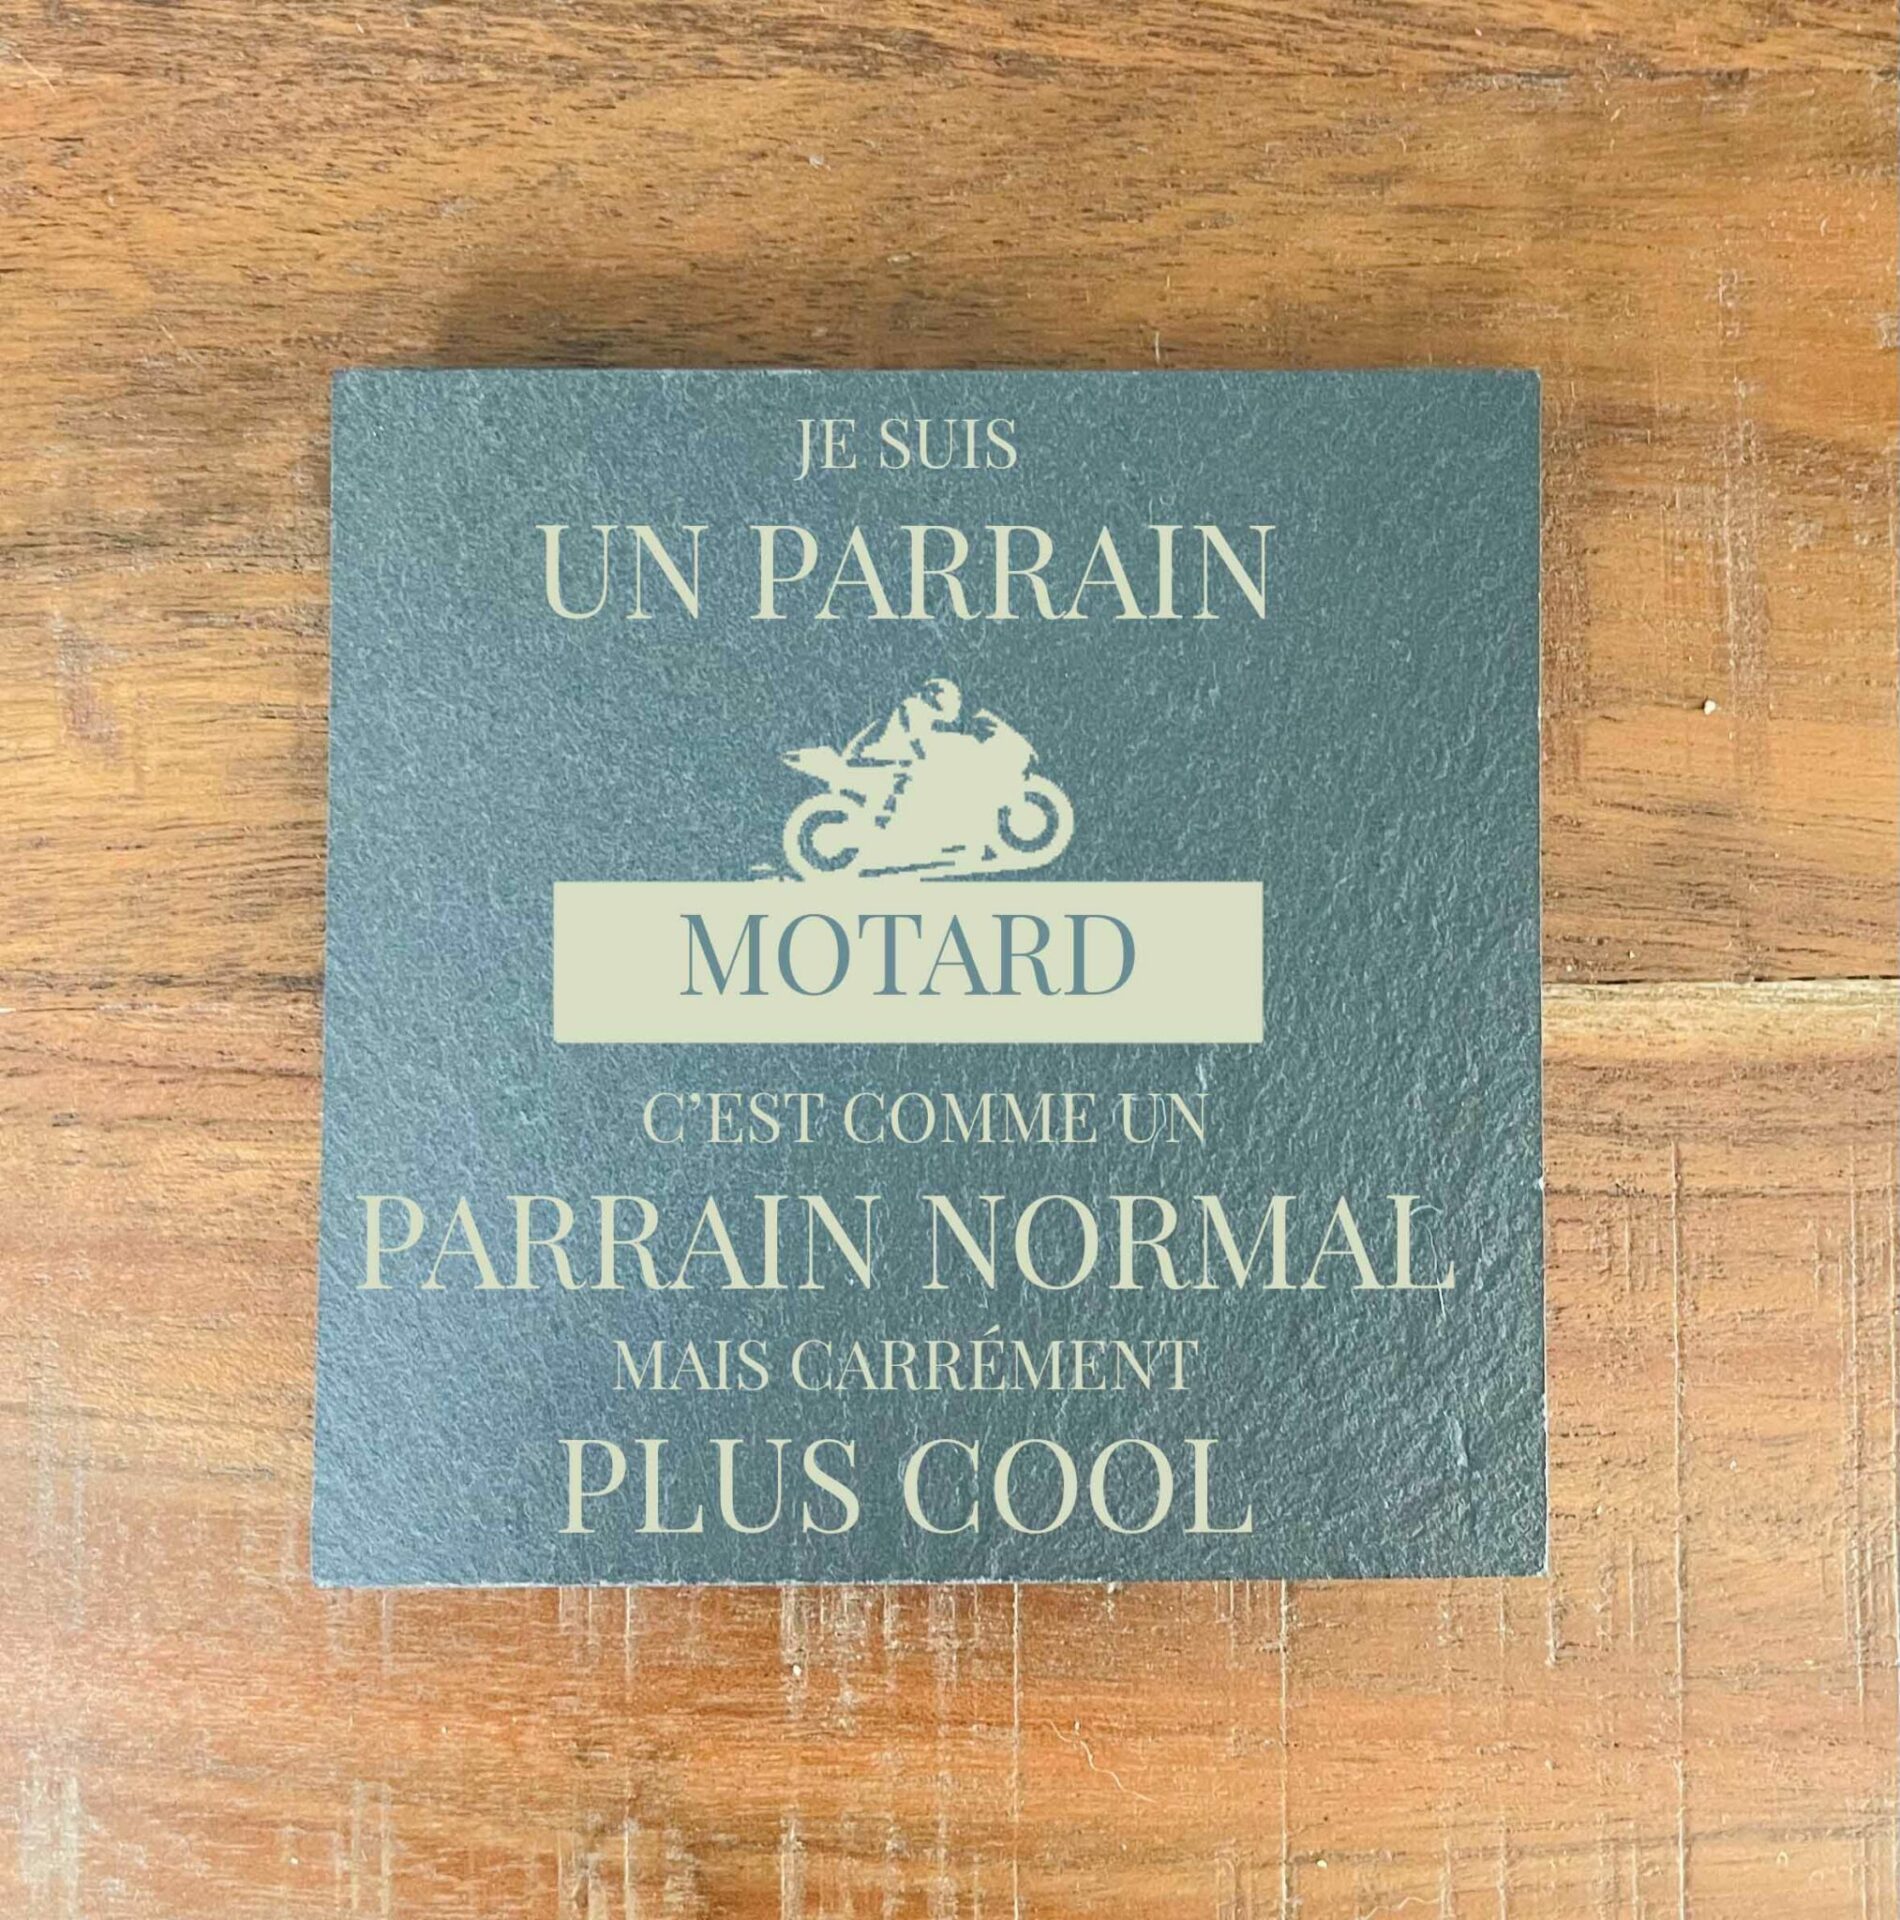 JE SUIS
UN PARRAIN
MOTARD
C’EST COMME UN
PARRAIN NORMAL
MAIS CARRÉMENT
PLUS COOL